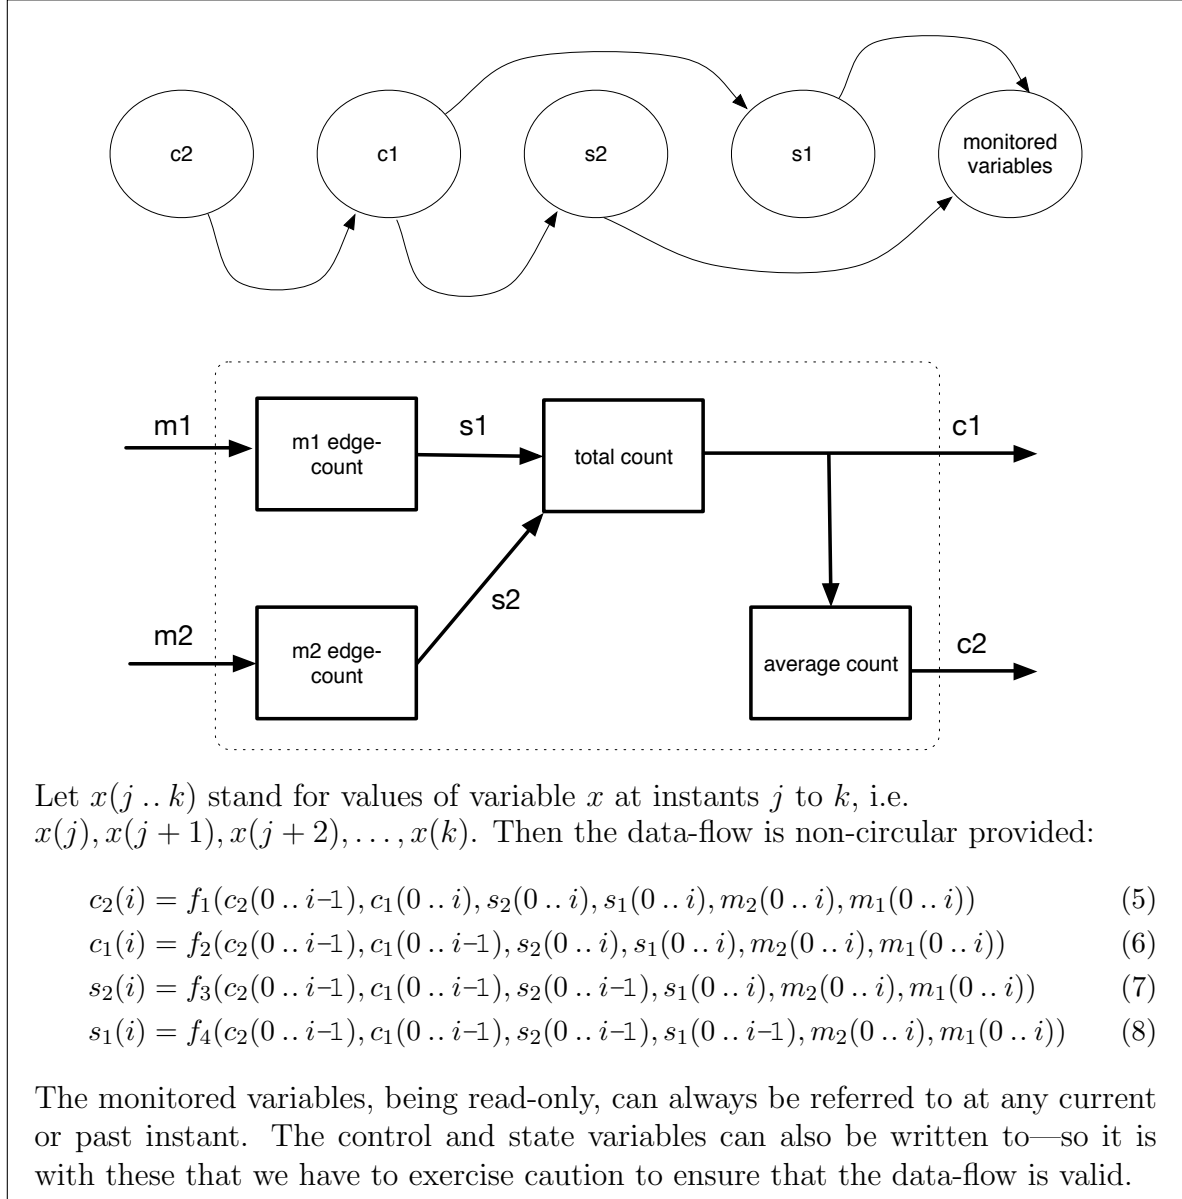 c2
c1
s2
s1
monitored
variables
m1
m1 edge-
count
s1
total count
c1
m2
m2 edge-
count
s2
average count
c2
Let x(j .. k) stand for values of variable x at instants j to k, i.e.
x(j), x(j + 1), x(j + 2), . . . , x(k). Then the data-flow is non-circular provided:
c₂(i) = f₁(c₂(0 .. i-1), c₁(0 .. i), s₂(0 .. i), s₁(0 .. i), m₂(0 .. i), m₁(0 .. i)) (5)
c₁(i) = f₂(c₂(0 .. i-1), c₁(0 .. i-1), s₂(0 .. i), s₁(0 .. i), m₂(0 .. i), m₁(0 .. i)) (6)
s₂(i) = f₃(c₂(0 .. i-1), c₁(0 .. i-1), s₂(0 .. i-1), s₁(0 .. i), m₂(0 .. i), m₁(0 .. i)) (7)
s₁(i) = f₄(c₂(0 .. i-1), c₁(0 .. i-1), s₂(0 .. i-1), s₁(0 .. i-1), m₂(0 .. i), m₁(0 .. i)) (8)
The monitored variables, being read-only, can always be referred to at any current
or past instant. The control and state variables can also be written to—so it is
with these that we have to exercise caution to ensure that the data-flow is valid.